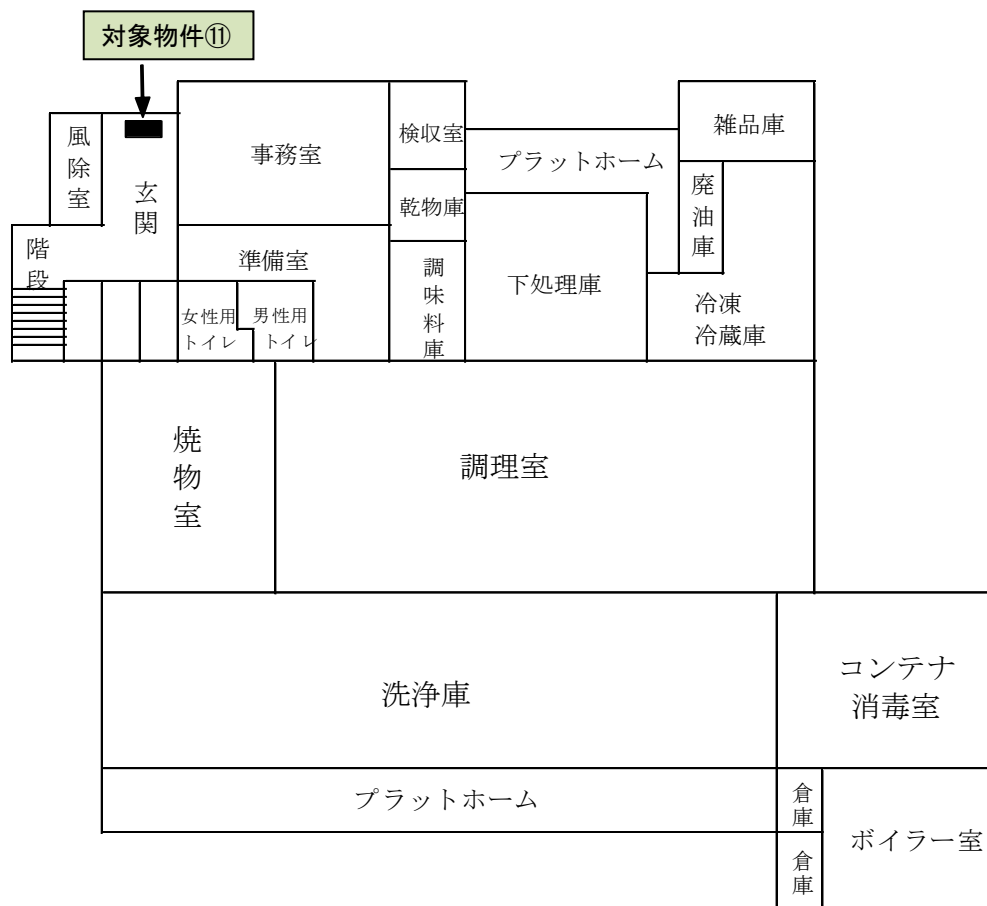 対象物件⑪
風除室
玄関
事務室
検収室
プラットホーム
雑品庫
階段
準備室
乾物庫
廃油庫
女性用
トイレ
男性用
トイレ
調味料庫
下処理庫
冷凍
冷蔵庫
焼物室
調理室
洗浄庫
コンテナ
消毒室
プラットホーム
倉庫
倉庫
ボイラー室